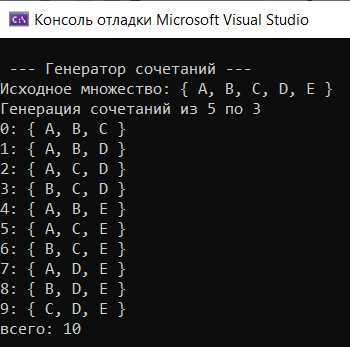 C:\
Консоль отладки Microsoft Visual Studio
--- Генератор сочетаний ---
Исходное множество: { A, B, C, D, E }
Генерация сочетаний из 5 по 3
0: { A, B, C }
1: { A, B, D }
2: { A, C, D }
3: { B, C, D }
4: { A, B, E }
5: { A, C, E }
6: { B, C, E }
7: { A, D, E }
8: { B, D, E }
9: { C, D, E }
всего: 10